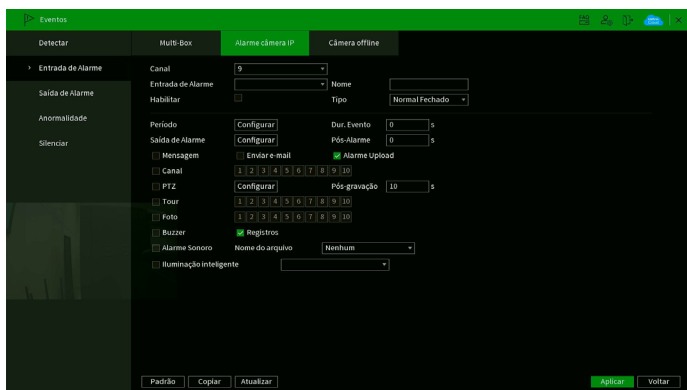 Eventos
Detectar
Multi-Box
Alarme câmera IP
Câmera offline
Entrada de Alarme
Saída de Alarme
Anormalidade
Silenciar
Canal 9
Entrada de Alarme Nome
Habilitar Tipo Normal Fechado
Período Configurar Dur. Evento 0 s
Saída de Alarme Configurar Pós-Alarme 0 s
Mensagem Enviar e-mail Alarme Upload
Canal 1 2 3 4 5 6 7 8 9 10
PTZ Configurar Pós-gravação 10 s
Tour 1 2 3 4 5 6 7 8 9 10
Foto 1 2 3 4 5 6 7 8 9 10
Buzzer Registros
Alarme Sonoro Nome do arquivo Nenhum
Iluminação inteligente
Padrão Copiar Atualizar Aplicar Voltar